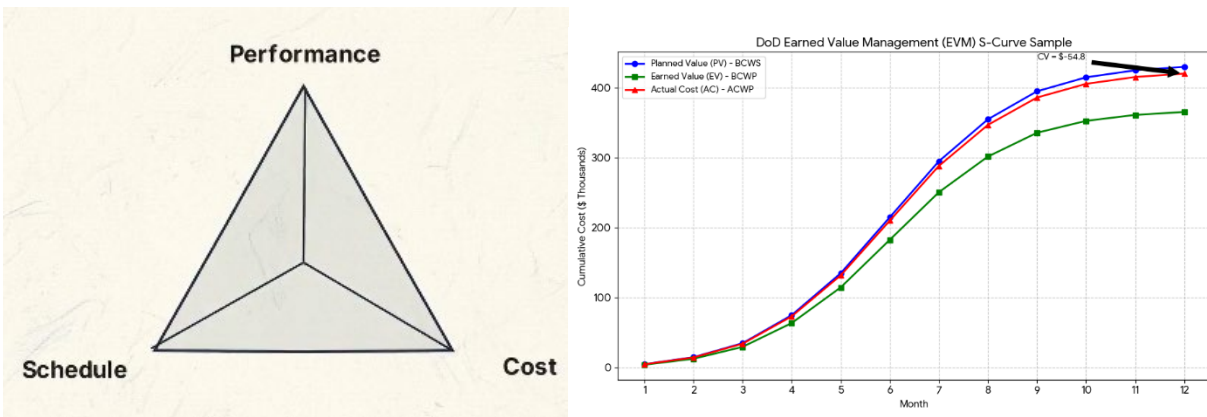 Performance
Schedule
Cost
DoD Earned Value Management (EVM) S-Curve Sample
Planned Value (PV) - BCWS
Earned Value (EV) - BCWP
Actual Cost (AC) - ACWP
CV = $-54.8
Cumulative Cost ($ Thousands)
400
300
200
100
0
1 2 3 4 5 6 7 8 9 10 11 12
Month